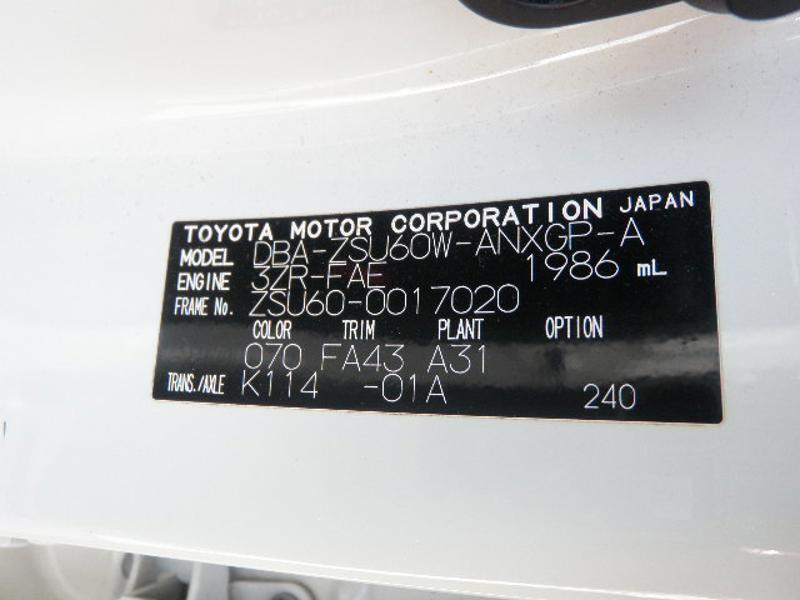 TOYOTA MOTOR CORPORATION JAPAN
MODEL DBA-ZSU60W-ANXGP-A
ENGINE 3ZR-FAE 1986 mL
FRAME No. ZSU60-0017020
COLOR TRIM PLANT OPTION
070 FA43 A31
TRANS./AXLE K114 -01A 240